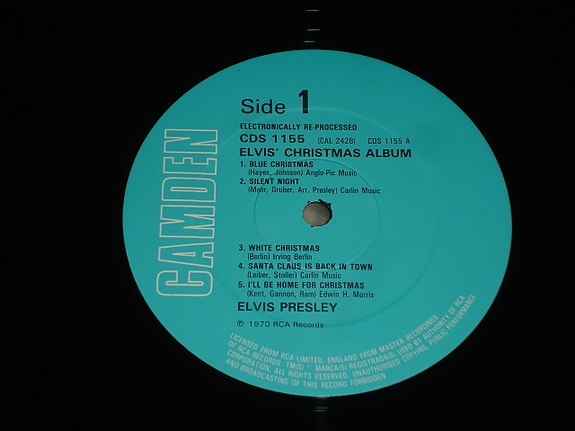 CAMDEN
Side 1
ELECTRONICALLY RE-PROCESSED
CDS 1155 (CAL 2428) CDS 1155 A
ELVIS' CHRISTMAS ALBUM
1. BLUE CHRISTMAS
(Hayes, Johnson) Anglo-Pic Music
2. SILENT NIGHT
(Mohr, Gruber, Arr. Presley) Carlin Music
3. WHITE CHRISTMAS
(Berlin) Irving Berlin
4. SANTA CLAUS IS BACK IN TOWN
(Leiber, Stoller) Carlin Music
5. I'LL BE HOME FOR CHRISTMAS
(Kent, Gannon, Ram) Edwin H. Morris
ELVIS PRESLEY
℗ 1970 RCA Records
LICENSED FROM RCA LIMITED, ENGLAND FROM MASTER RECORDINGS
OF RCA RECORDS. TM(S) ® MARCA(S) REGISTRADA(S) USED BY AUTHORITY OF RCA
CORPORATION. ALL RIGHTS RESERVED. UNAUTHORISED COPYING, PUBLIC PERFORMANCE
AND BROADCASTING OF THIS RECORD FORBIDDEN.